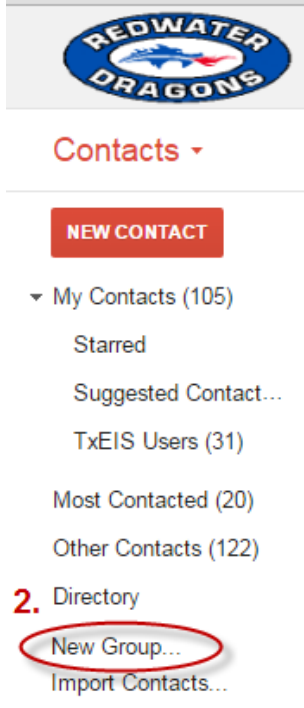 REDWATER
DRAGONS
Contacts
NEW CONTACT
My Contacts (105)
Starred
Suggested Contact...
TxEIS Users (31)
Most Contacted (20)
Other Contacts (122)
2. Directory
New Group...
Import Contacts...